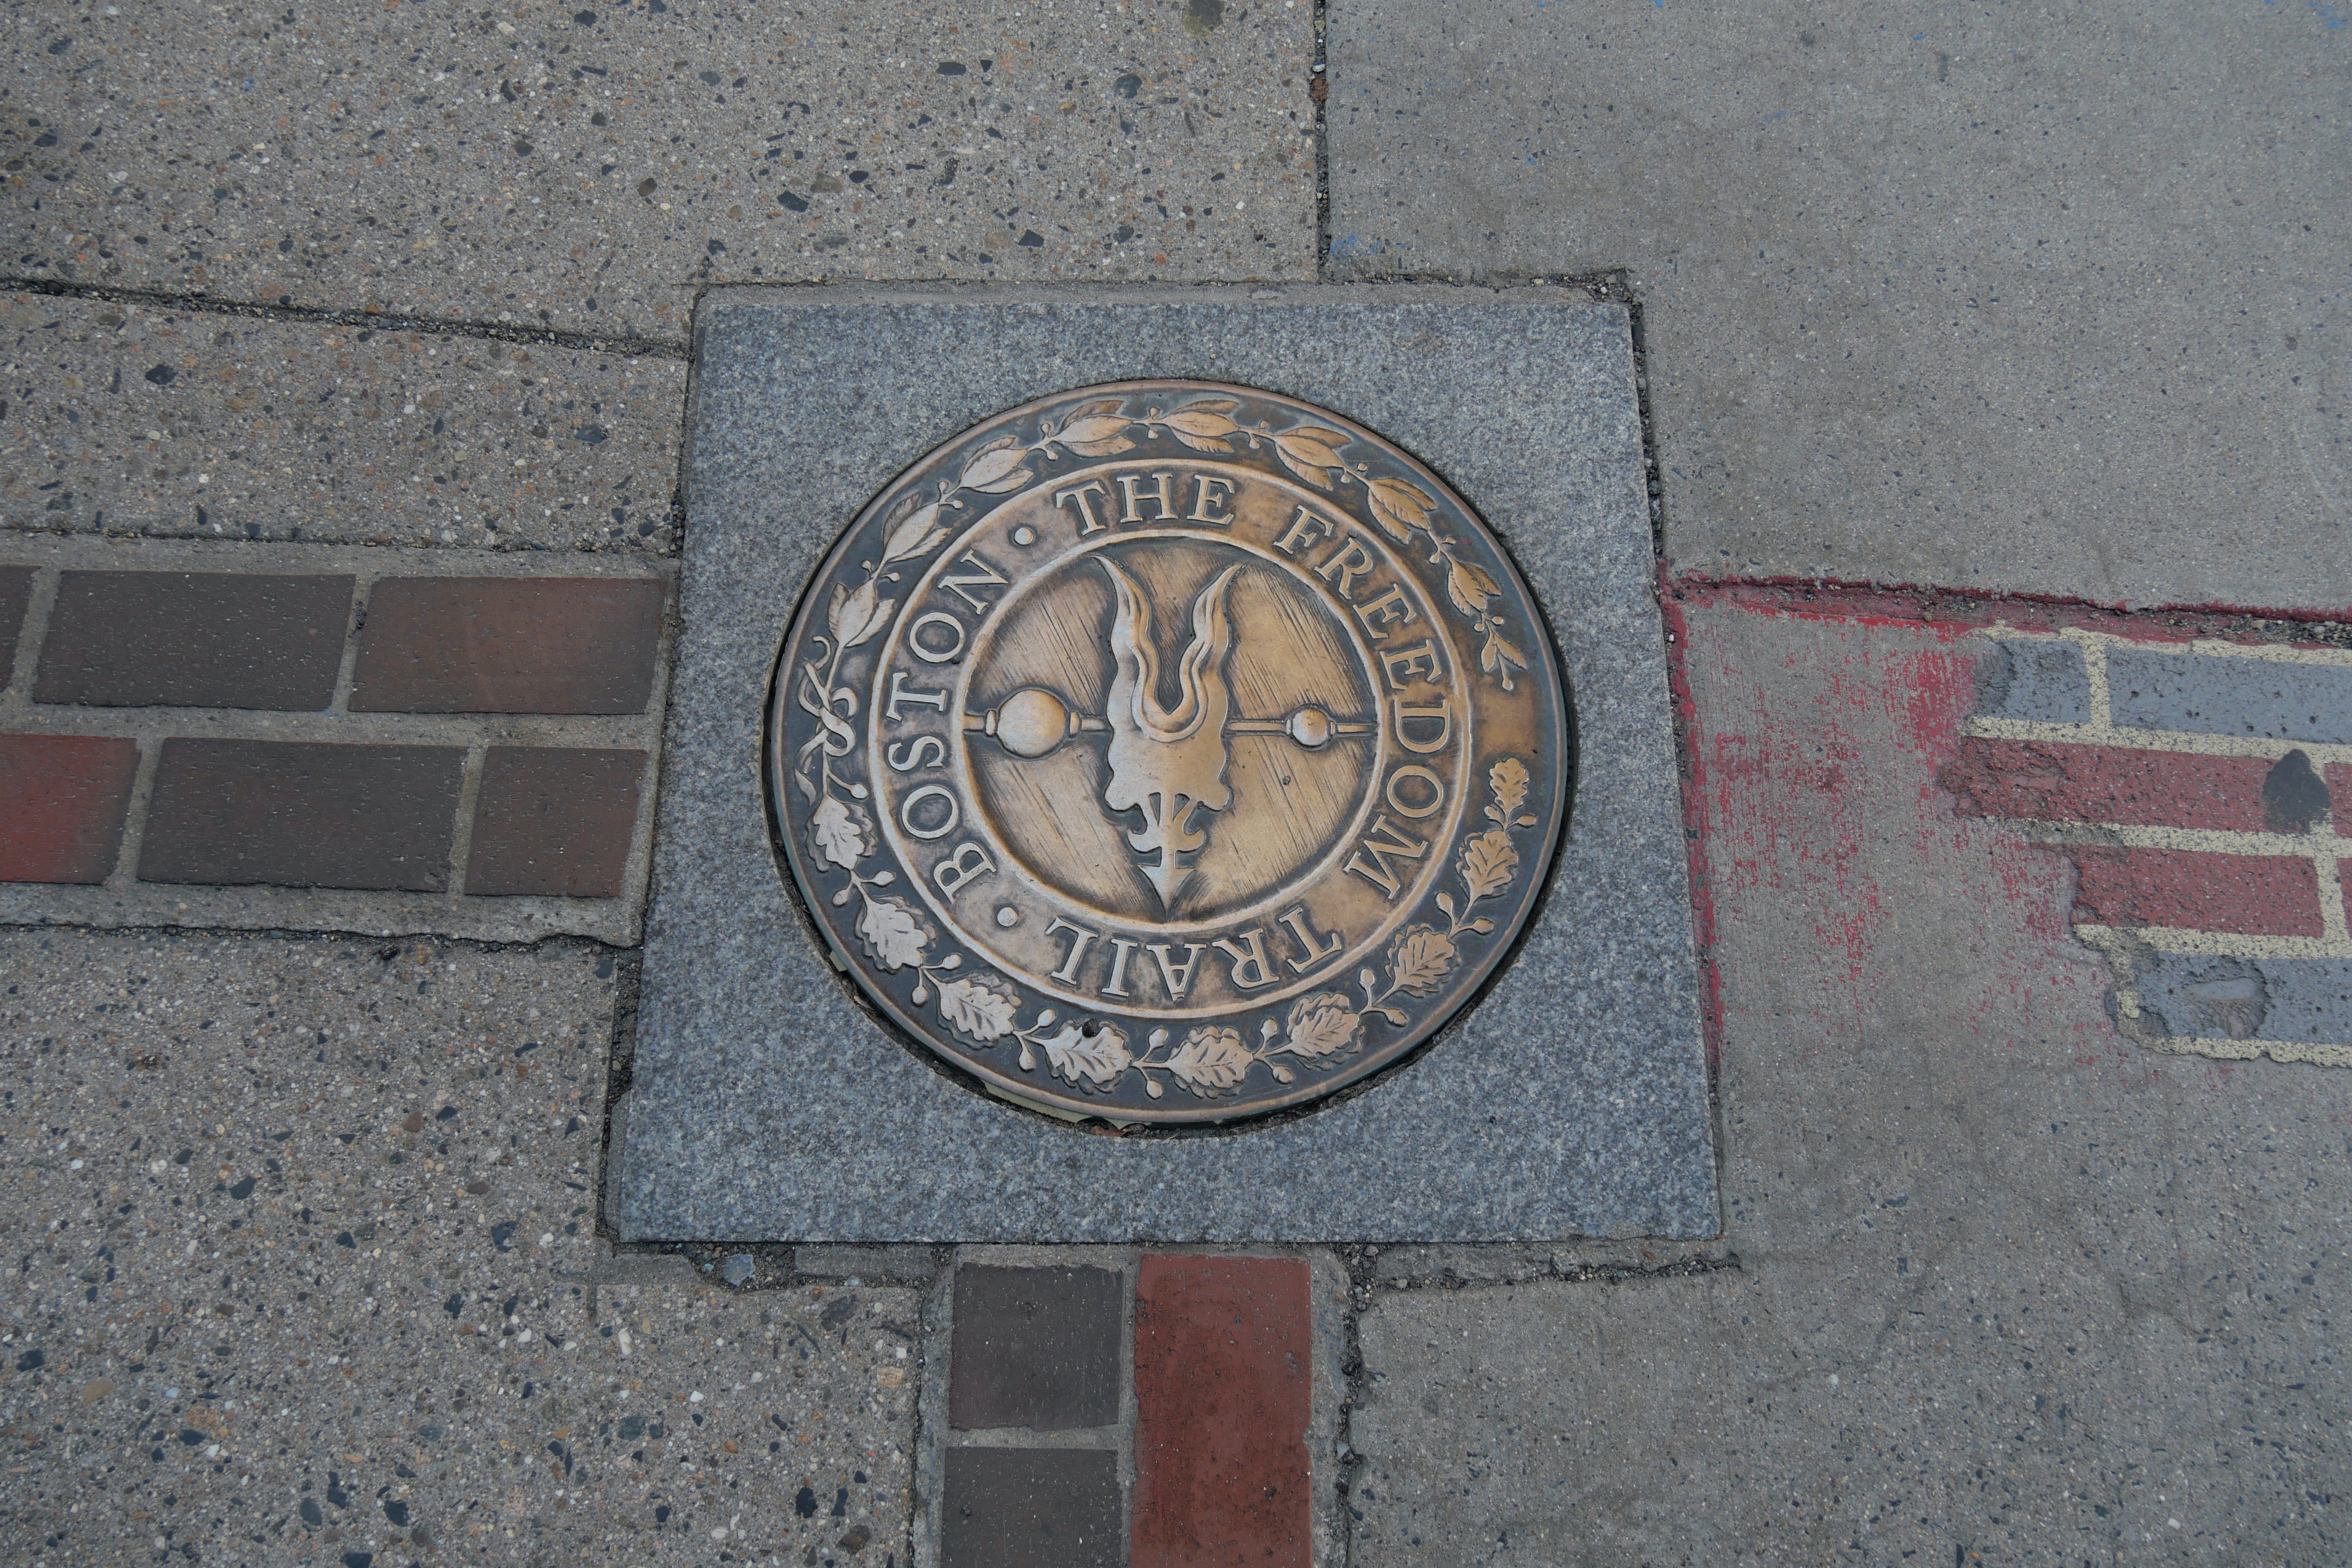 THE FREEDOM TRAIL · BOSTON ·